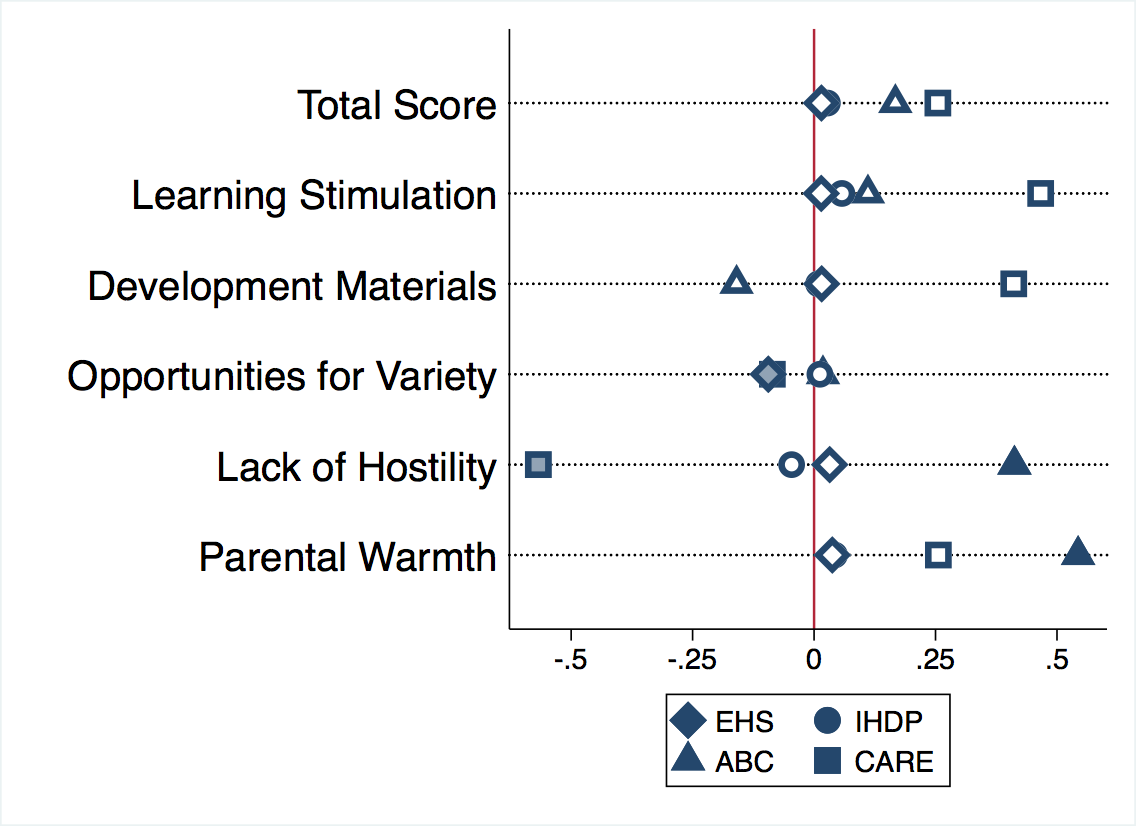 Total Score
Learning Stimulation
Development Materials
Opportunities for Variety
Lack of Hostility
Parental Warmth
-.5 -.25 0 .25 .5
EHS IHDP
ABC CARE